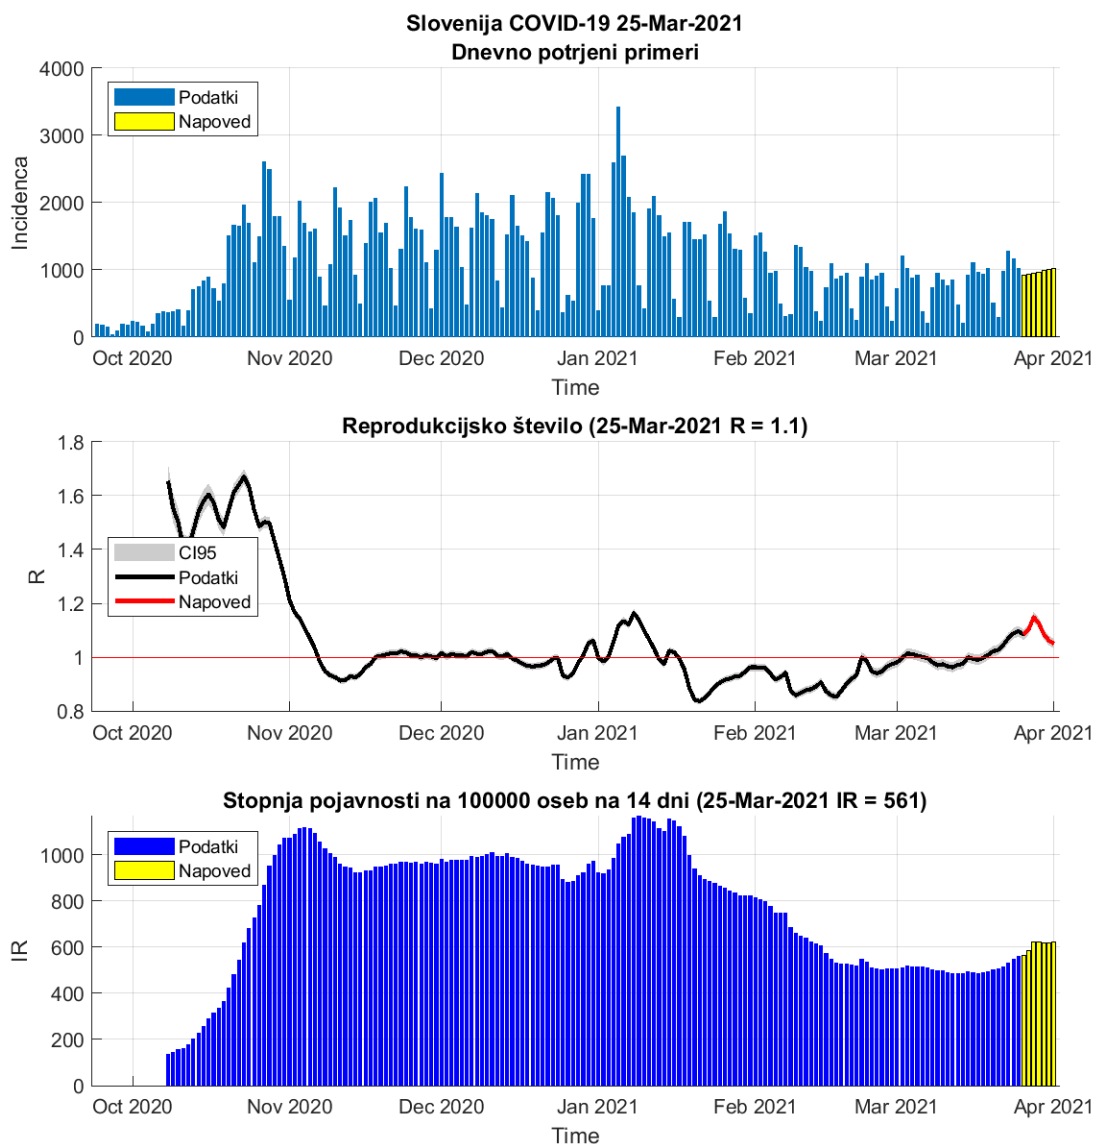 Slovenija COVID-19 25-Mar-2021
Dnevno potrjeni primeri
4000
3000
2000
1000
0
Incidenca
Podatki
Napoved
Oct 2020 Nov 2020 Dec 2020 Jan 2021 Feb 2021 Mar 2021 Apr 2021
Time
Reprodukcijsko število (25-Mar-2021 R = 1.1)
1.8
1.6
1.4
1.2
1
0.8
R
CI95
Podatki
Napoved
Oct 2020 Nov 2020 Dec 2020 Jan 2021 Feb 2021 Mar 2021 Apr 2021
Time
Stopnja pojavnosti na 100000 oseb na 14 dni (25-Mar-2021 IR = 561)
1000
800
600
400
200
0
IR
Podatki
Napoved
Oct 2020 Nov 2020 Dec 2020 Jan 2021 Feb 2021 Mar 2021 Apr 2021
Time